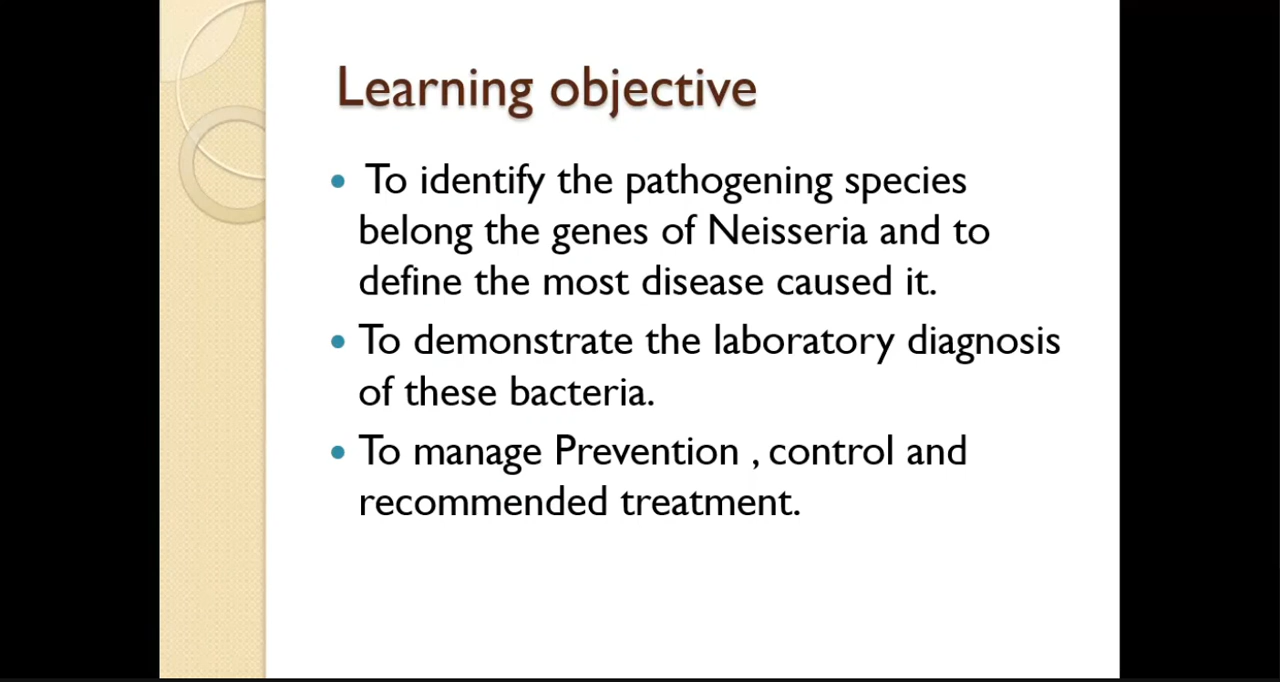 Learning objective
• To identify the pathogening species
belong the genes of Neisseria and to
define the most disease caused it.
• To demonstrate the laboratory diagnosis
of these bacteria.
• To manage Prevention , control and
recommended treatment.